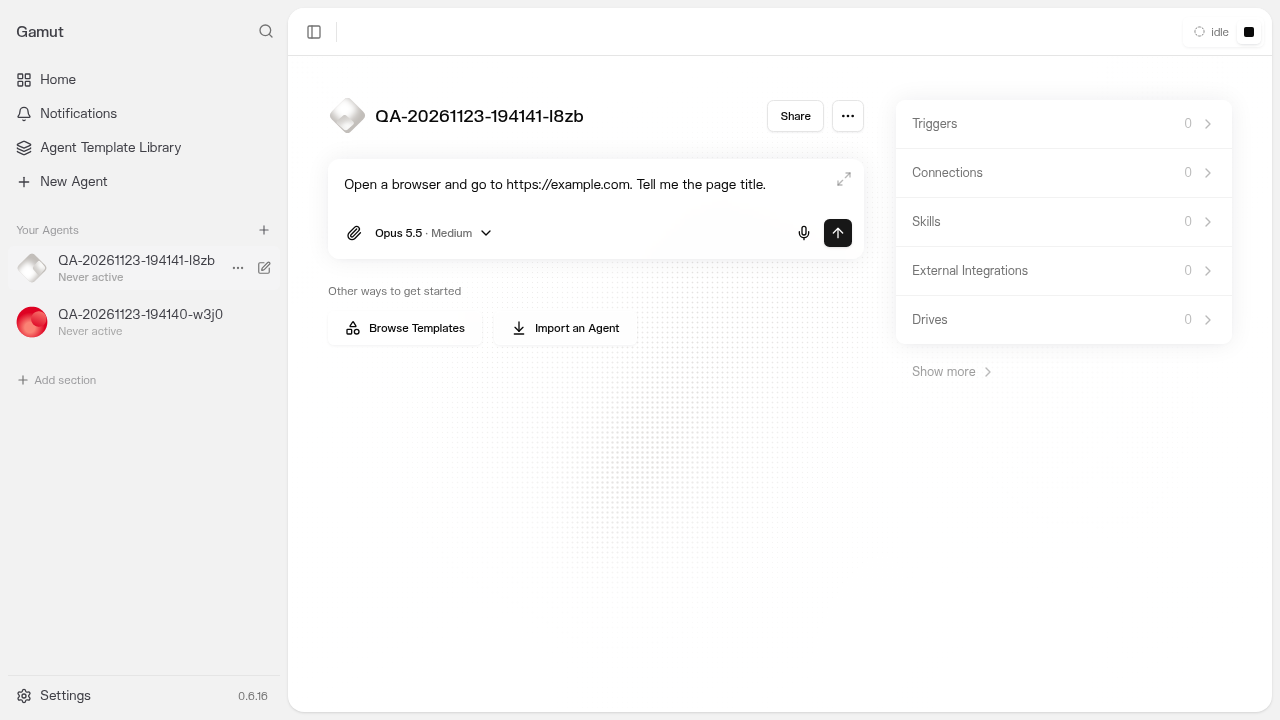 Gamut
Home
Notifications
Agent Template Library
New Agent
Your Agents
QA-20261123-194141-l8zb
Never active
QA-20261123-194140-w3j0
Never active
Add section
Settings
0.6.16
idle
QA-20261123-194141-l8zb
Share
Open a browser and go to https://example.com. Tell me the page title.
Opus 5.5 · Medium
Other ways to get started
Browse Templates
Import an Agent
Triggers 0
Connections 0
Skills 0
External Integrations 0
Drives 0
Show more